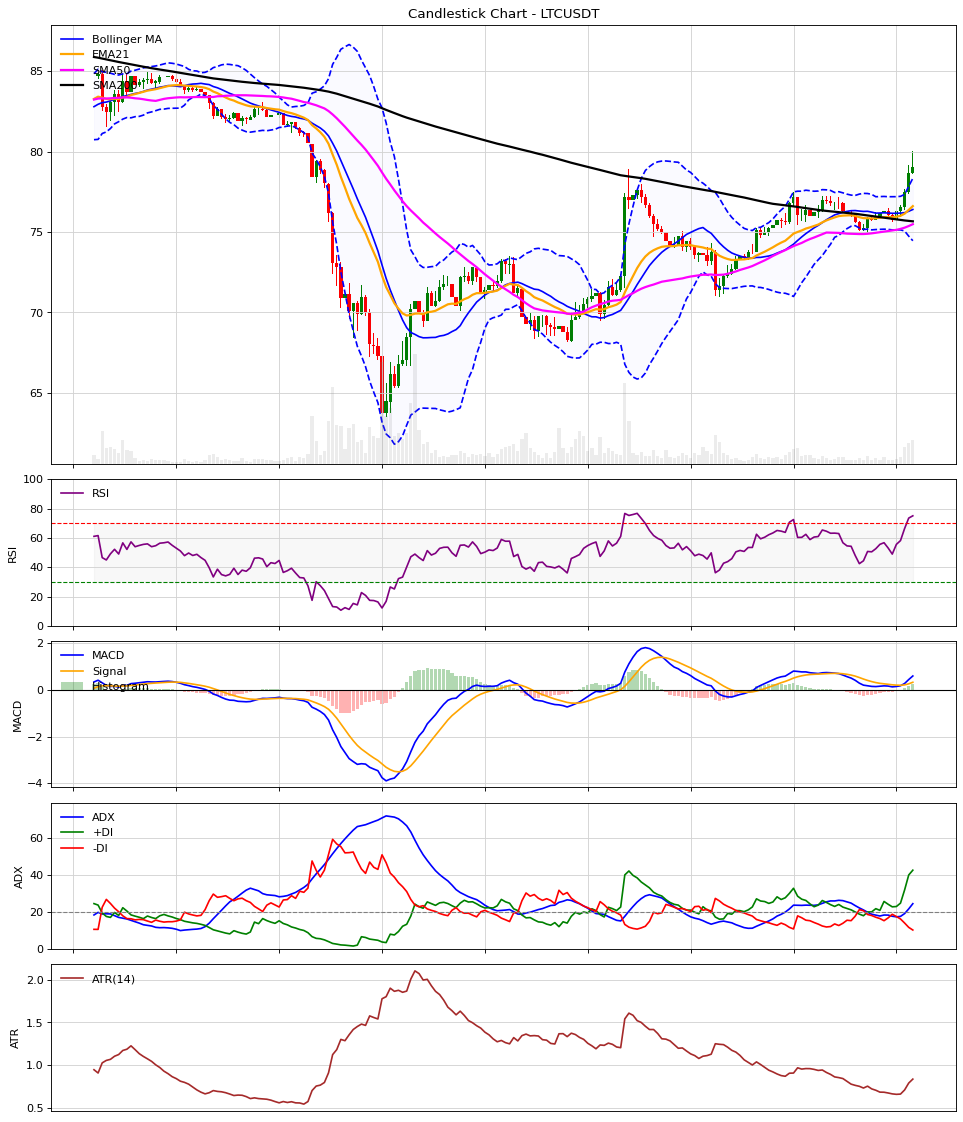 Candlestick Chart - LTCUSDT
Bollinger MA
EMA21
SMA50
SMA200
85
80
75
70
65
RSI
100
80
60
40
20
0
RSI
MACD
Signal
Histogram
2
0
−2
−4
MACD
ADX
+DI
-DI
60
40
20
0
ADX
ATR(14)
2.0
1.5
1.0
0.5
ATR